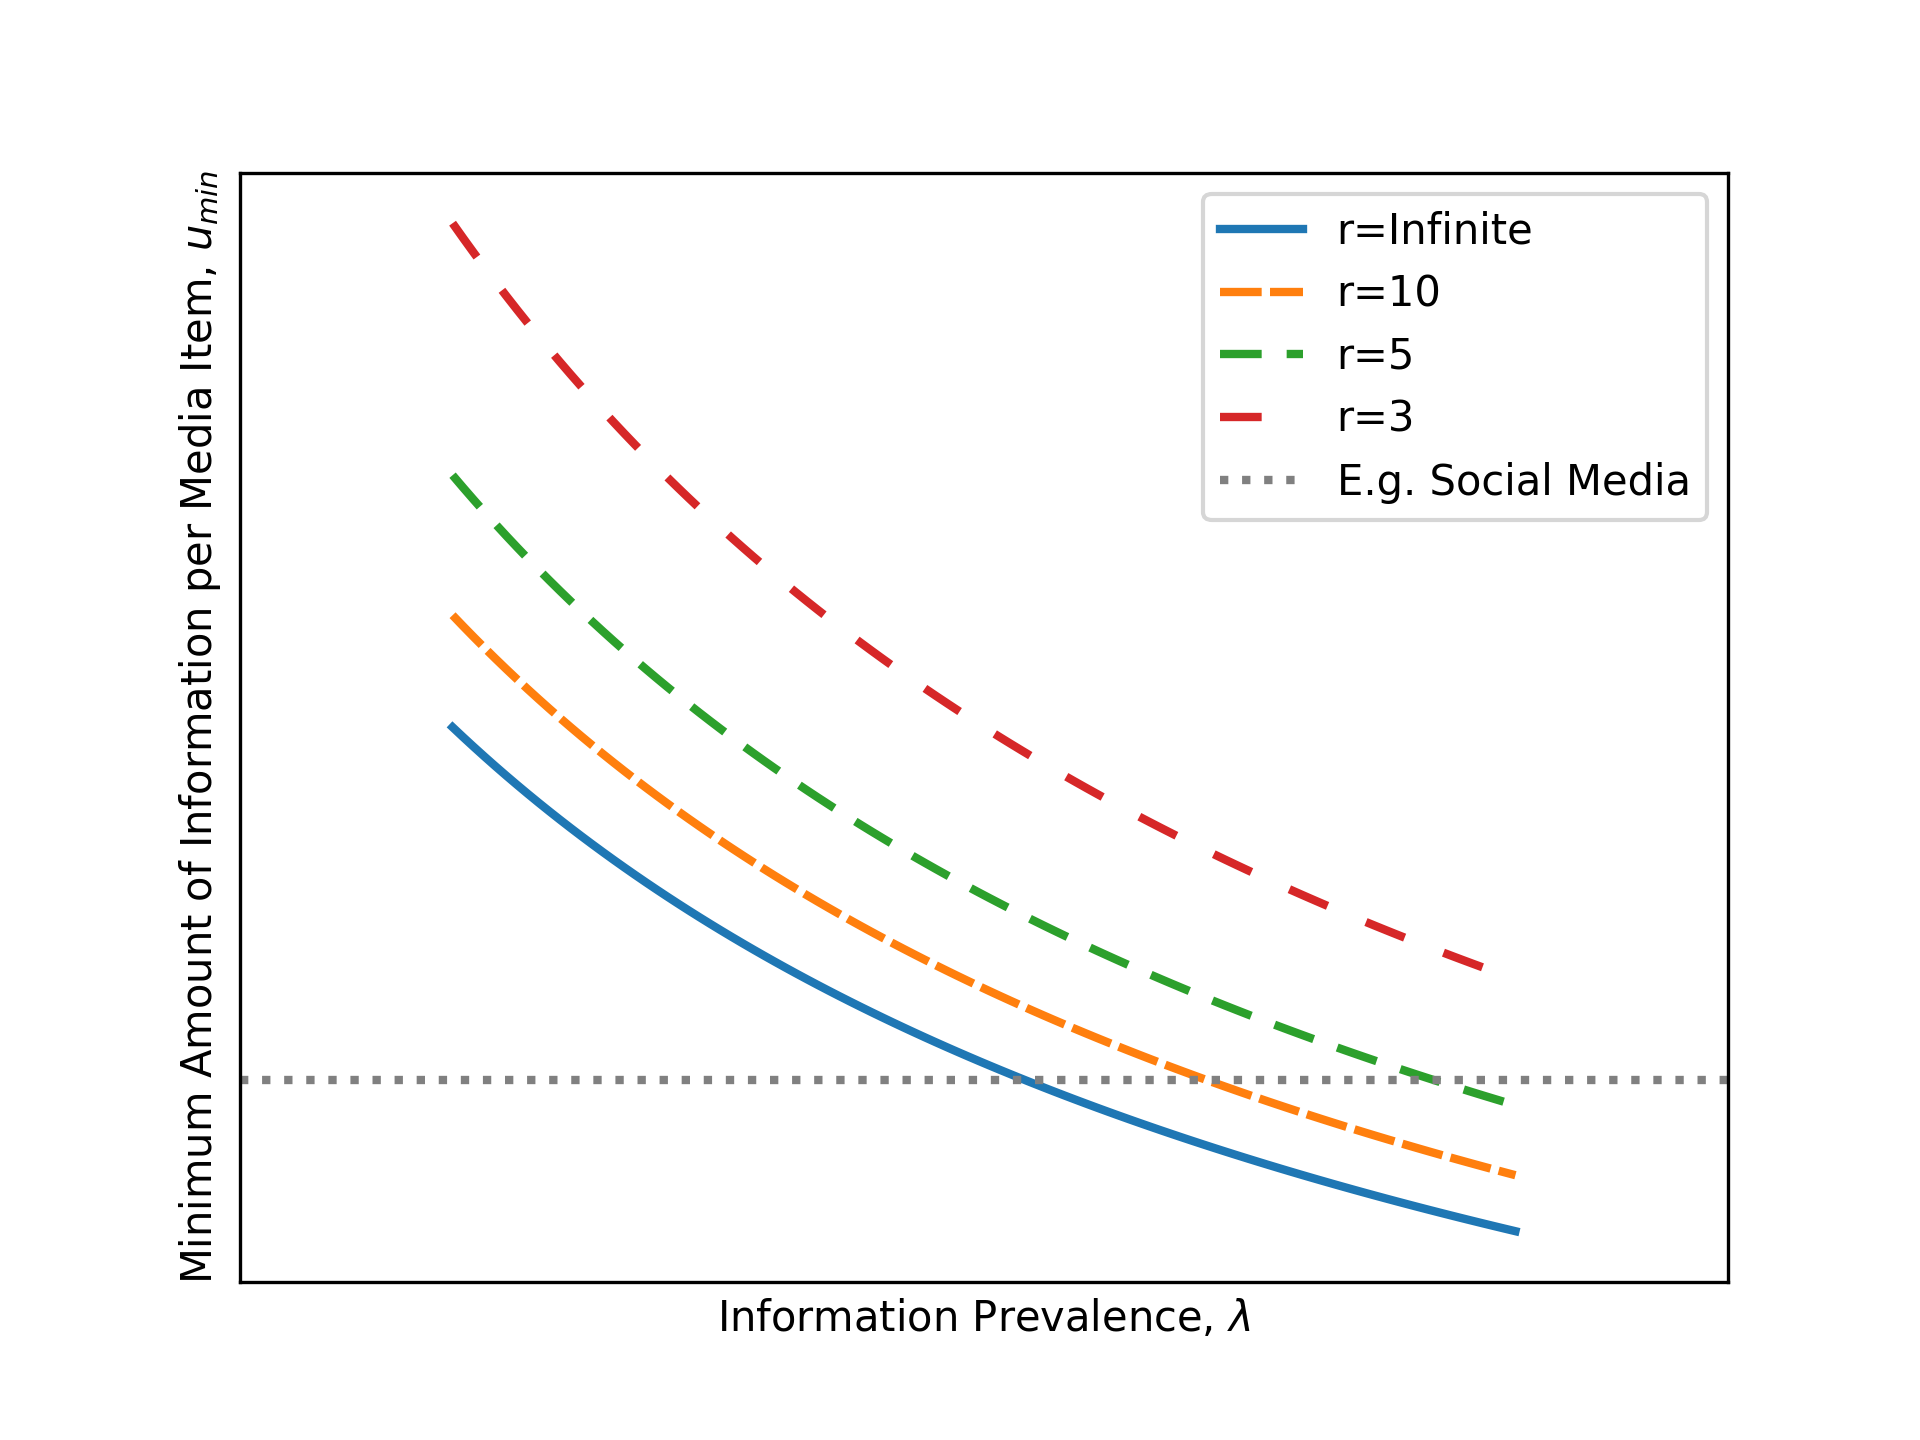 Minimum Amount of Information per Media Item, u_min
r=Infinite
r=10
r=5
r=3
E.g. Social Media
Information Prevalence, λ